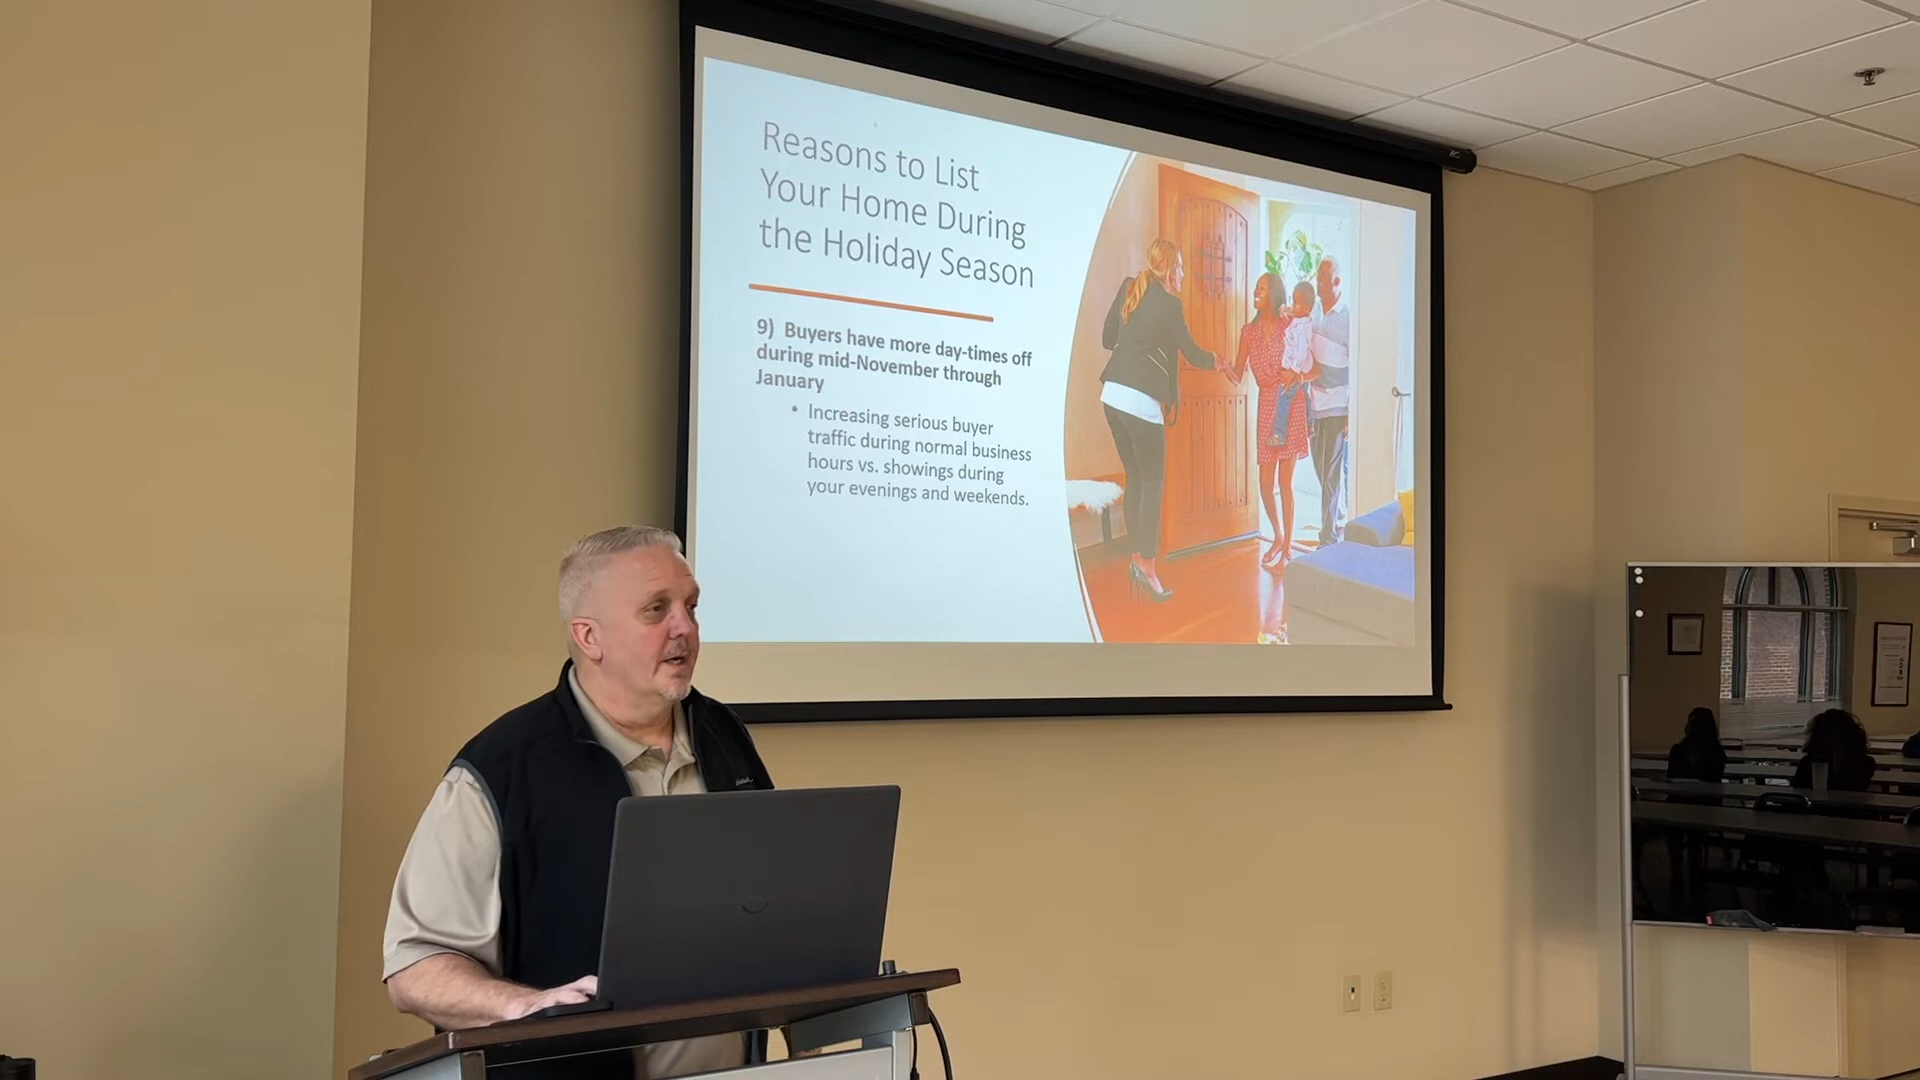 Reasons to List
Your Home During
the Holiday Season
9) Buyers have more day-times off
during mid-November through
January
• Increasing serious buyer
traffic during normal business
hours vs. showings during
your evenings and weekends.